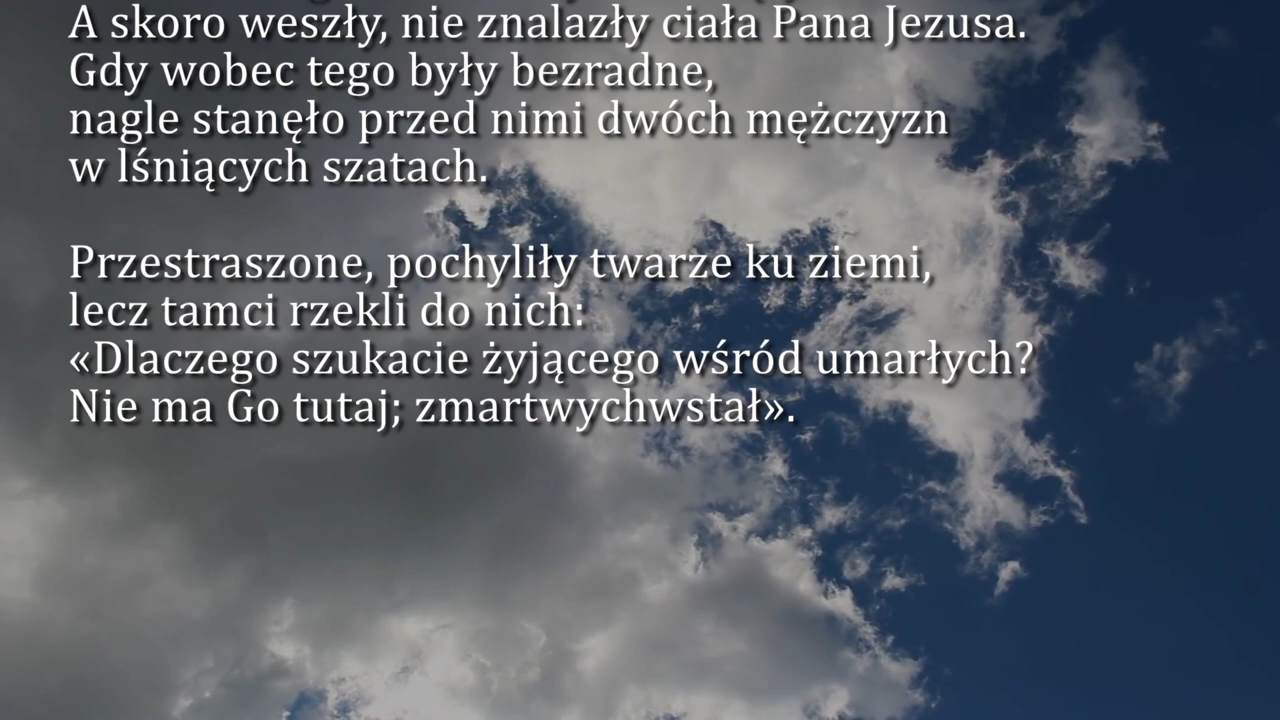 A skoro weszły, nie znalazły ciała Pana Jezusa.
Gdy wobec tego były bezradne,
nagle stanęło przed nimi dwóch mężczyzn
w lśniących szatach.
Przestraszone, pochyliły twarze ku ziemi,
lecz tamci rzekli do nich:
«Dlaczego szukacie żyjącego wśród umarłych?
Nie ma Go tutaj; zmartwychwstał».